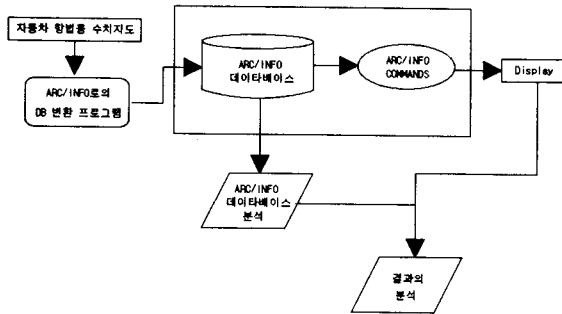 자동차 항법용 수치지도
ARC/INFO로의
DB 변환 프로그램
ARC/INFO
데이타베이스
ARC/INFO
COMMANDS
Display
ARC/INFO
데이타베이스
분석
결과의
분석